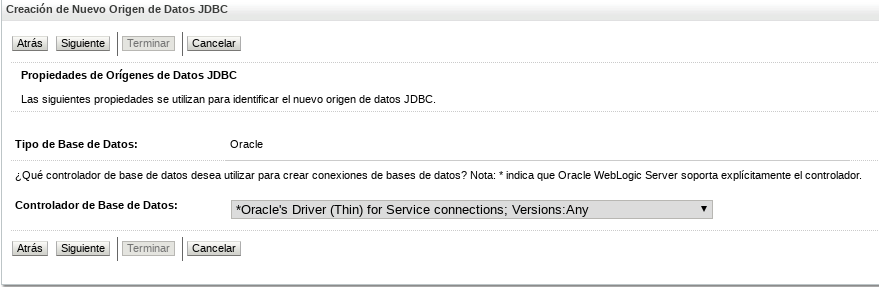 Creación de Nuevo Origen de Datos JDBC
Atrás Siguiente Terminar Cancelar
Propiedades de Orígenes de Datos JDBC
Las siguientes propiedades se utilizan para identificar el nuevo origen de datos JDBC.
Tipo de Base de Datos: Oracle
¿Qué controlador de base de datos desea utilizar para crear conexiones de bases de datos? Nota: * indica que Oracle WebLogic Server soporta explícitamente el controlador.
Controlador de Base de Datos: *Oracle's Driver (Thin) for Service connections; Versions:Any
Atrás Siguiente Terminar Cancelar